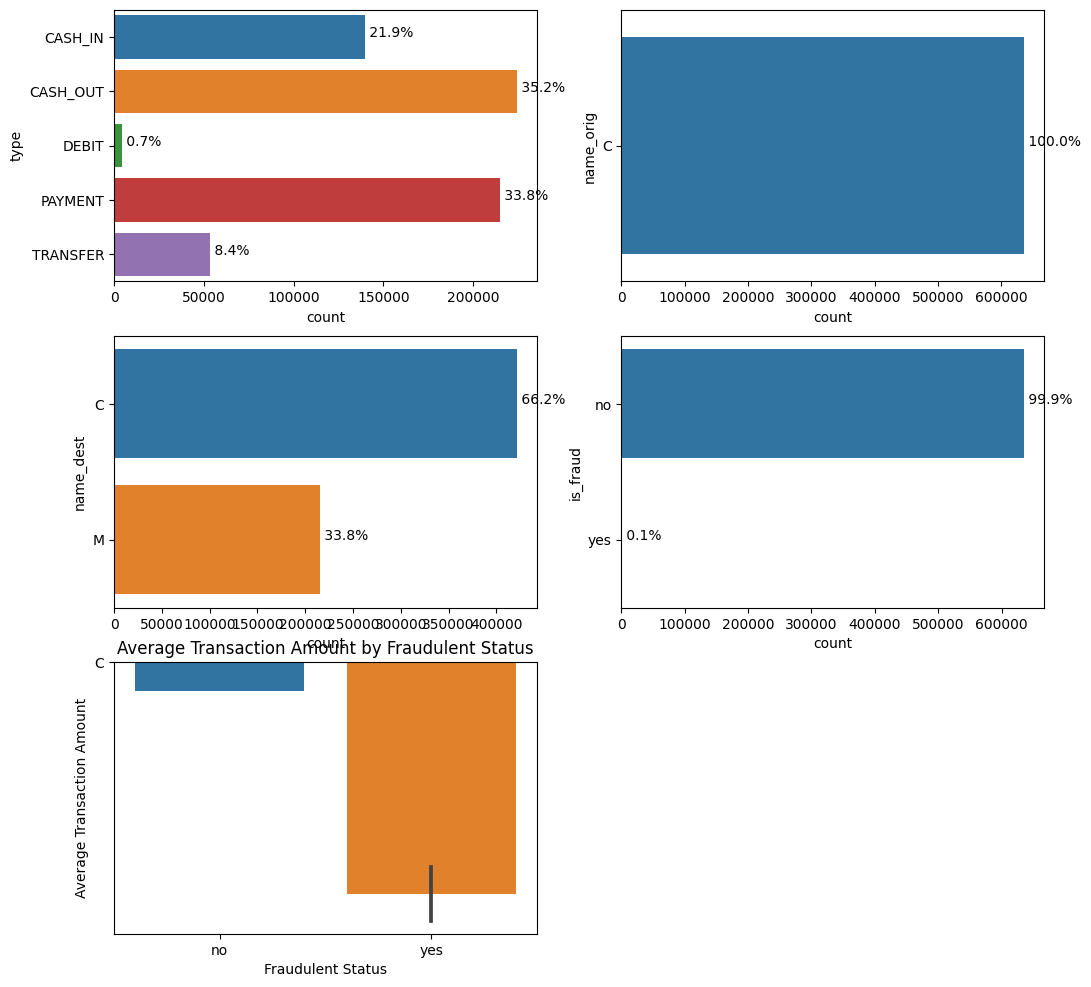 CASH_IN
21.9%
CASH_OUT
35.2%
DEBIT
0.7%
PAYMENT
33.8%
TRANSFER
8.4%
type
0 50000 100000 150000 200000
count
name_orig
C
100.0%
0 100000 200000 300000 400000 500000 600000
count
C
66.2%
name_dest
M
33.8%
0 50000 100000 150000 200000 250000 300000 350000 400000
count
no
99.9%
is_fraud
yes
0.1%
0 100000 200000 300000 400000 500000 600000
count
Average Transaction Amount by Fraudulent Status
C
Average Transaction Amount
no yes
Fraudulent Status